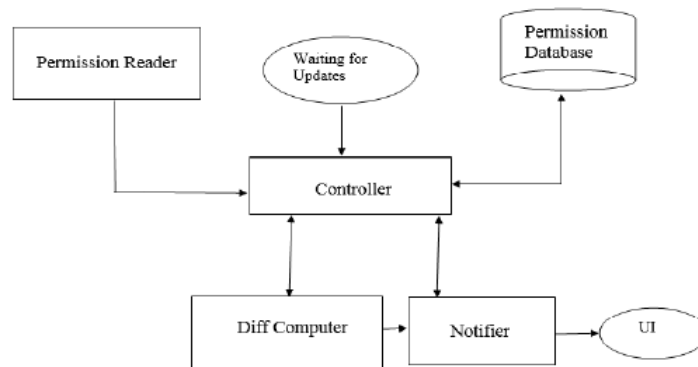 Permission Reader
Waiting for
Updates
Permission
Database
Controller
Diff Computer
Notifier
UI